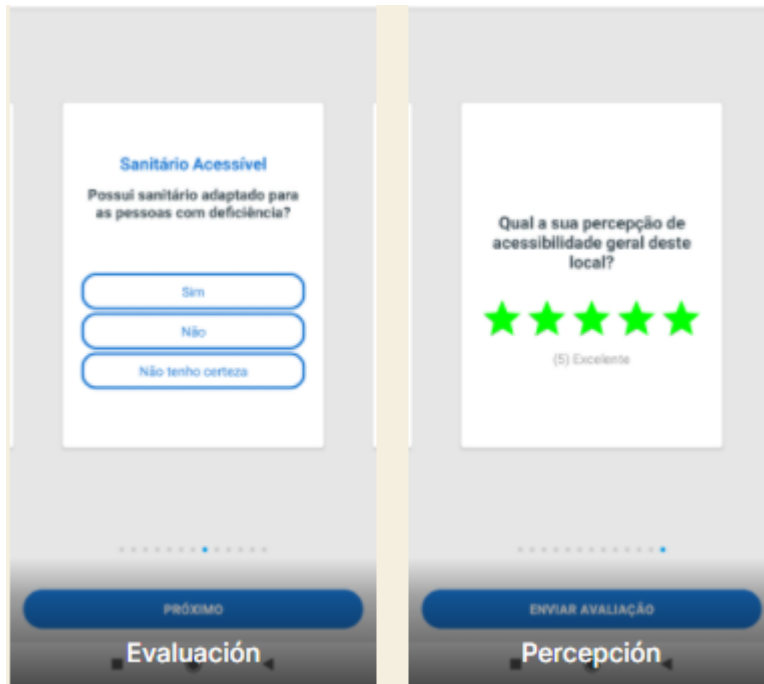 Sanitário Acessível
Possui sanitário adaptado para
as pessoas com deficiência?
Sim
Não
Não tenho certeza
PRÓXIMO
Evaluación
Qual a sua percepção de
acessibilidade geral deste
local?
(5) Excelente
ENVIAR AVALIAÇÃO
Percepción